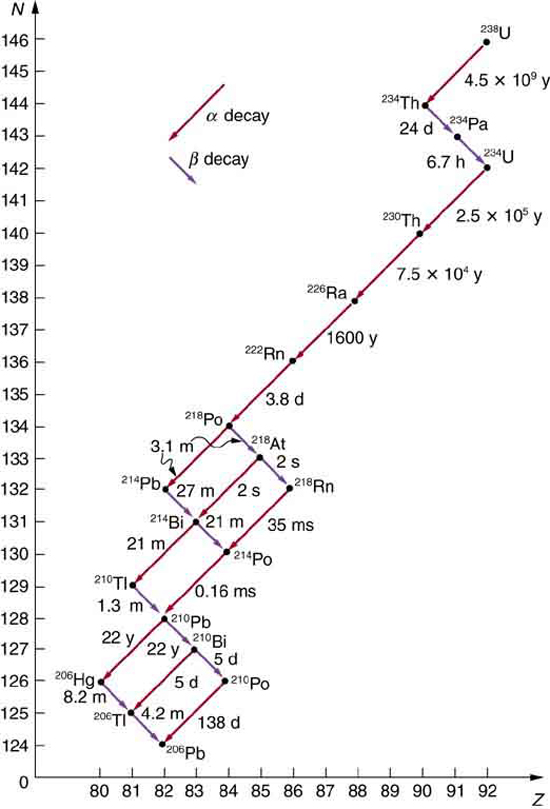 N
146
145
144
143
142
141
140
139
138
137
136
135
134
133
132
131
130
129
128
127
126
125
124
0
80 81 82 83 84 85 86 87 88 89 90 91 92
Z
α decay
β decay
²³⁸U
4.5 × 10⁹ y
²³⁴Th
24 d
²³⁴Pa
6.7 h
²³⁴U
2.5 × 10⁵ y
²³⁰Th
7.5 × 10⁴ y
²²⁶Ra
1600 y
²²²Rn
3.8 d
²¹⁸Po
3.1 m
²¹⁸At
2 s
²¹⁴Pb
27 m
2 s
²¹⁸Rn
²¹⁴Bi
21 m
35 ms
21 m
²¹⁴Po
²¹⁰Tl
0.16 ms
1.3 m
²¹⁰Pb
22 y
22 y
²¹⁰Bi
5 d
²⁰⁶Hg
5 d
²¹⁰Po
8.2 m
²⁰⁶Tl
4.2 m
138 d
²⁰⁶Pb